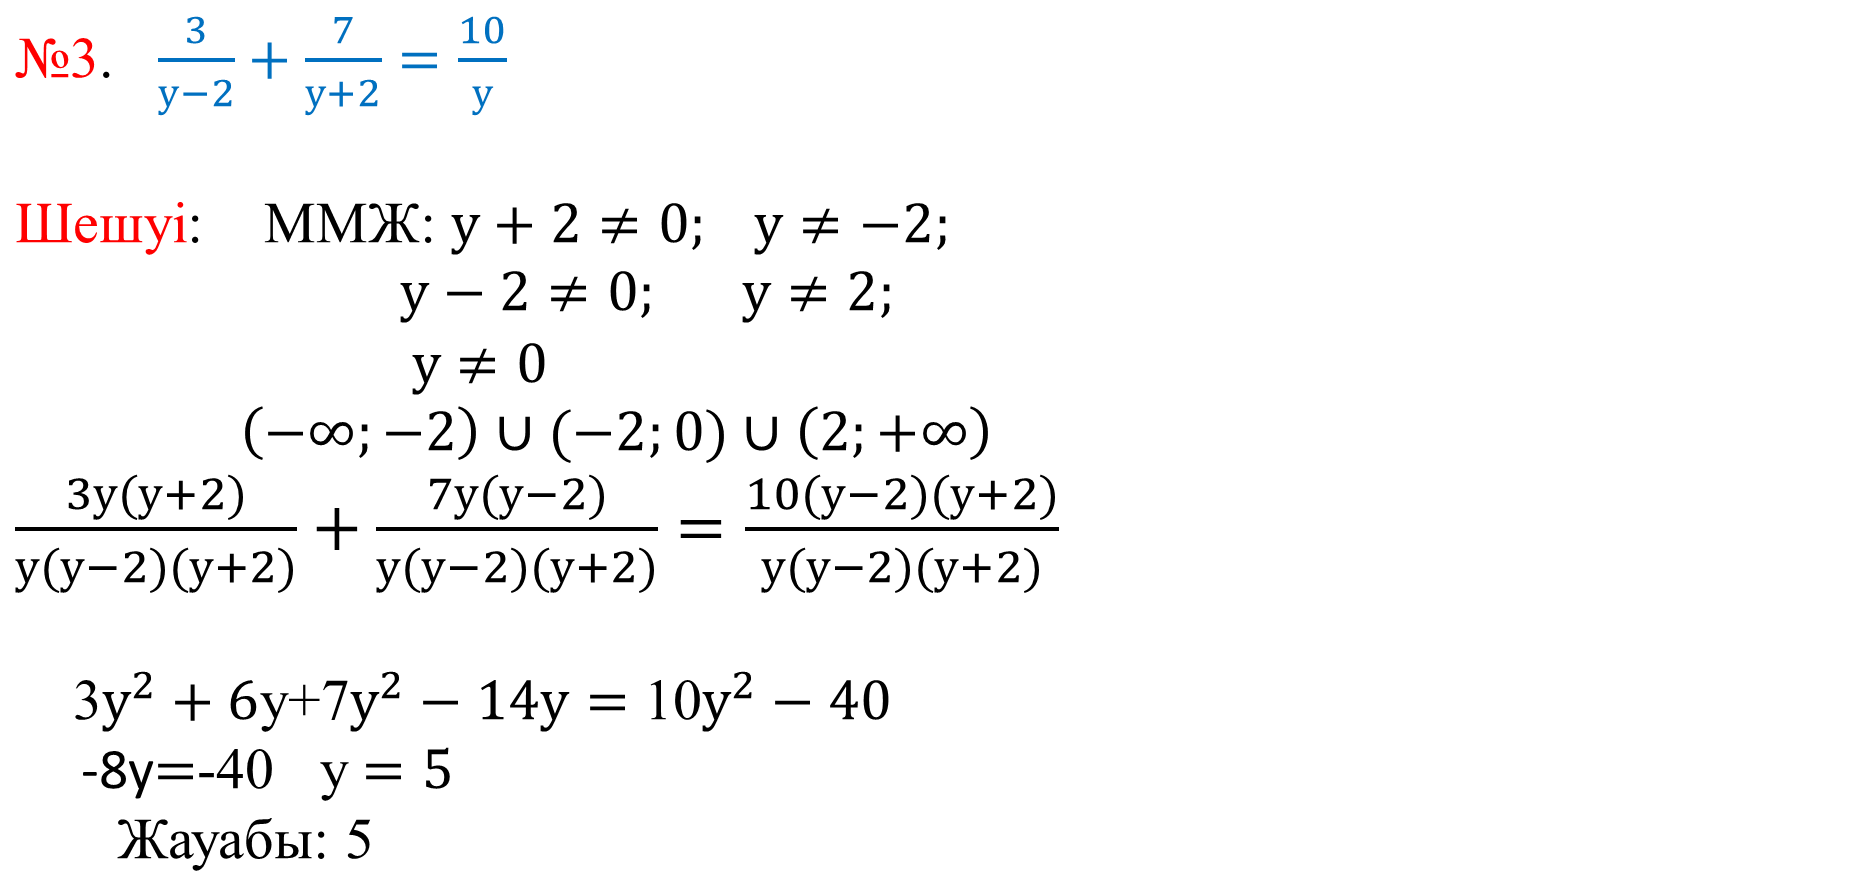 №3. 3/(y−2) + 7/(y+2) = 10/y
Шешуі: ММЖ: y + 2 ≠ 0; y ≠ −2;
y − 2 ≠ 0; y ≠ 2;
y ≠ 0
(−∞; −2) ∪ (−2; 0) ∪ (2; +∞)
3y(y+2)/(y(y−2)(y+2)) + 7y(y−2)/(y(y−2)(y+2)) = 10(y−2)(y+2)/(y(y−2)(y+2))
3y² + 6y+7y² − 14y = 10y² − 40
-8y=-40 y = 5
Жауабы: 5